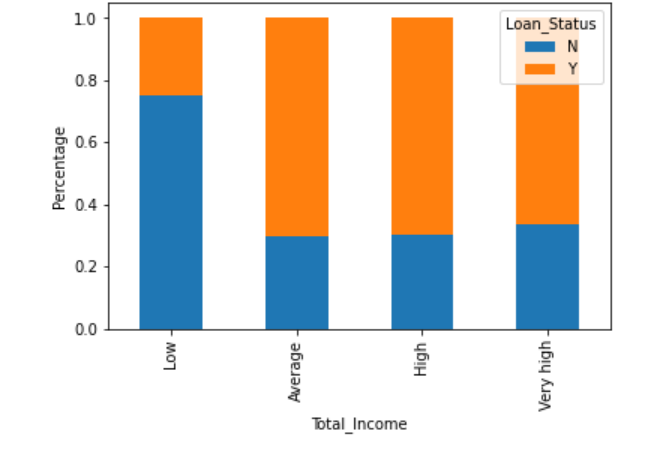 Loan_Status
N
Y
1.0
0.8
0.6
0.4
0.2
0.0
Percentage
Low
Average
High
Very high
Total_Income